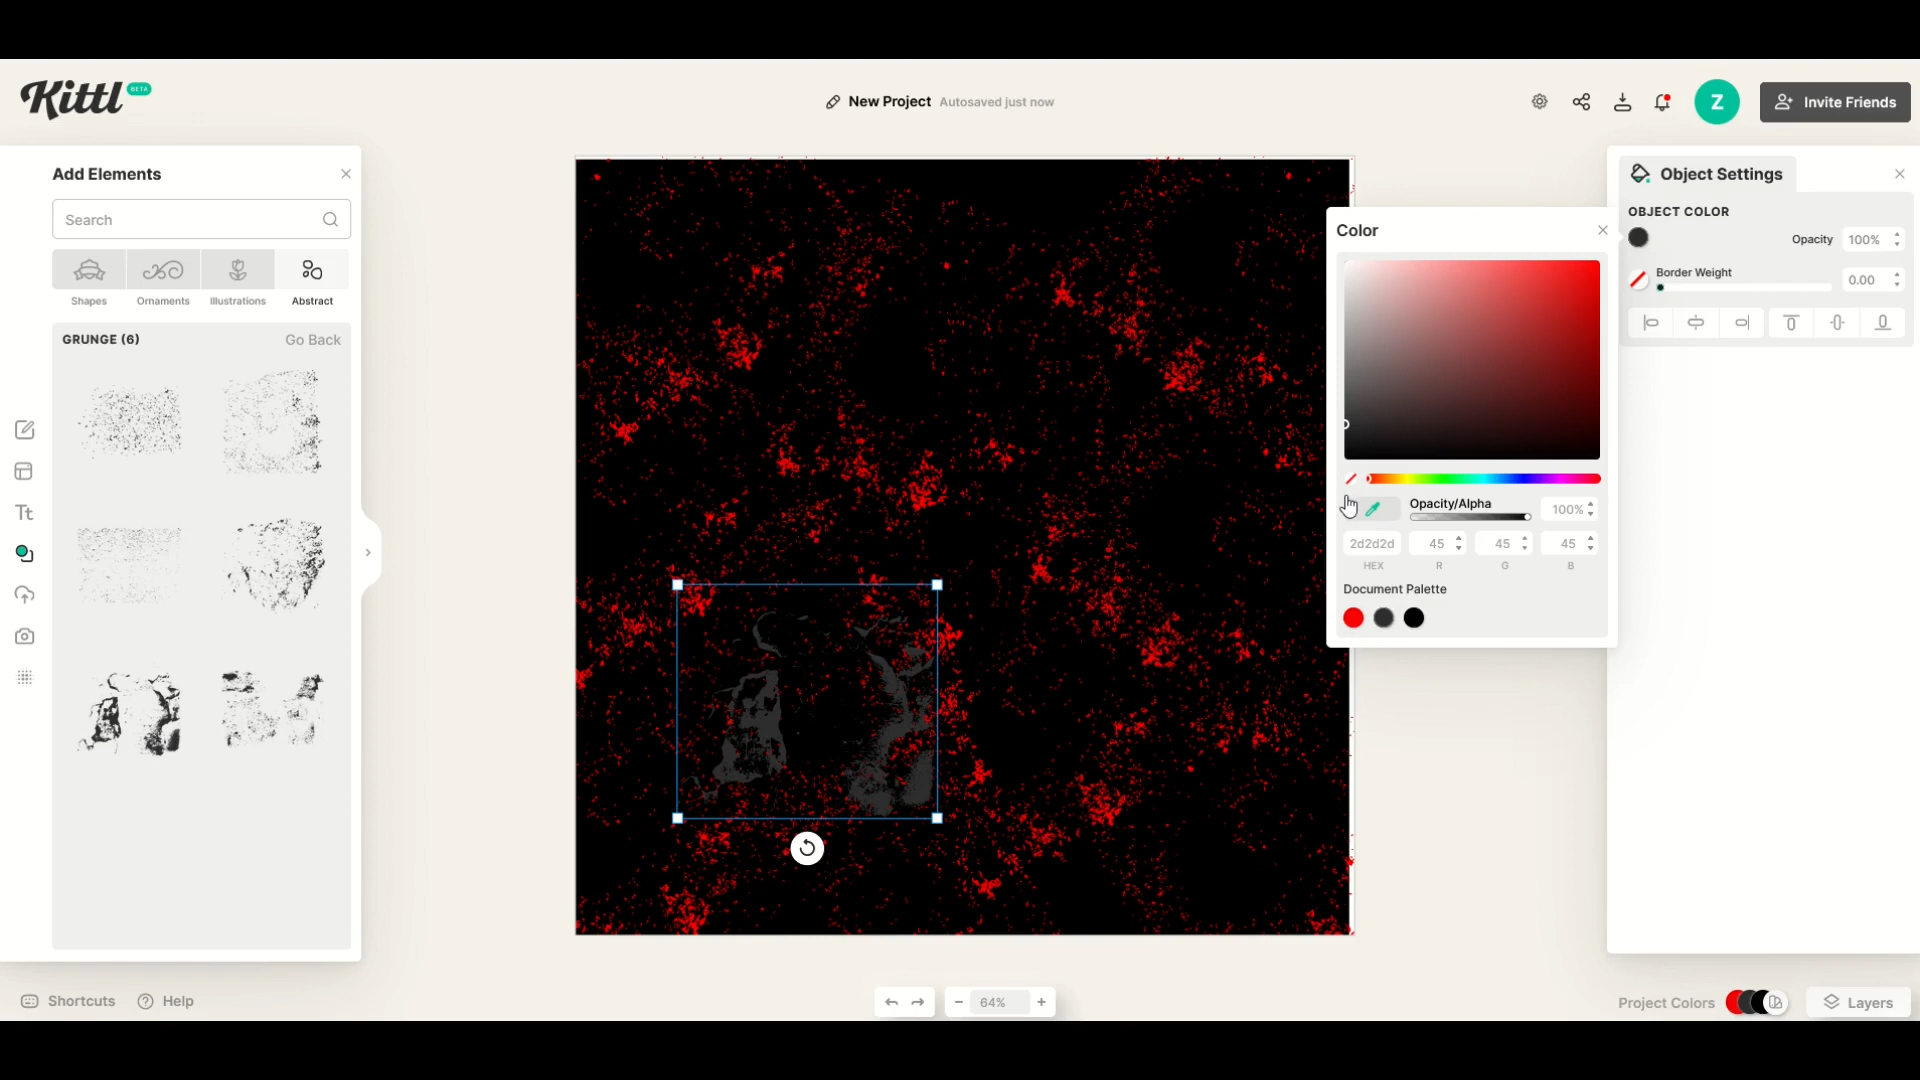 Kittl BETA
New Project Autosaved just now
Z
Invite Friends
Add Elements
Search
Shapes Ornaments Illustrations Abstract
GRUNGE (6) Go Back
Tt
Color
Opacity/Alpha 100%
2d2d2d 45 45 45
HEX R G B
Document Palette
Object Settings
OBJECT COLOR
Opacity 100%
Border Weight 0.00
Shortcuts Help
64%
Project Colors Layers